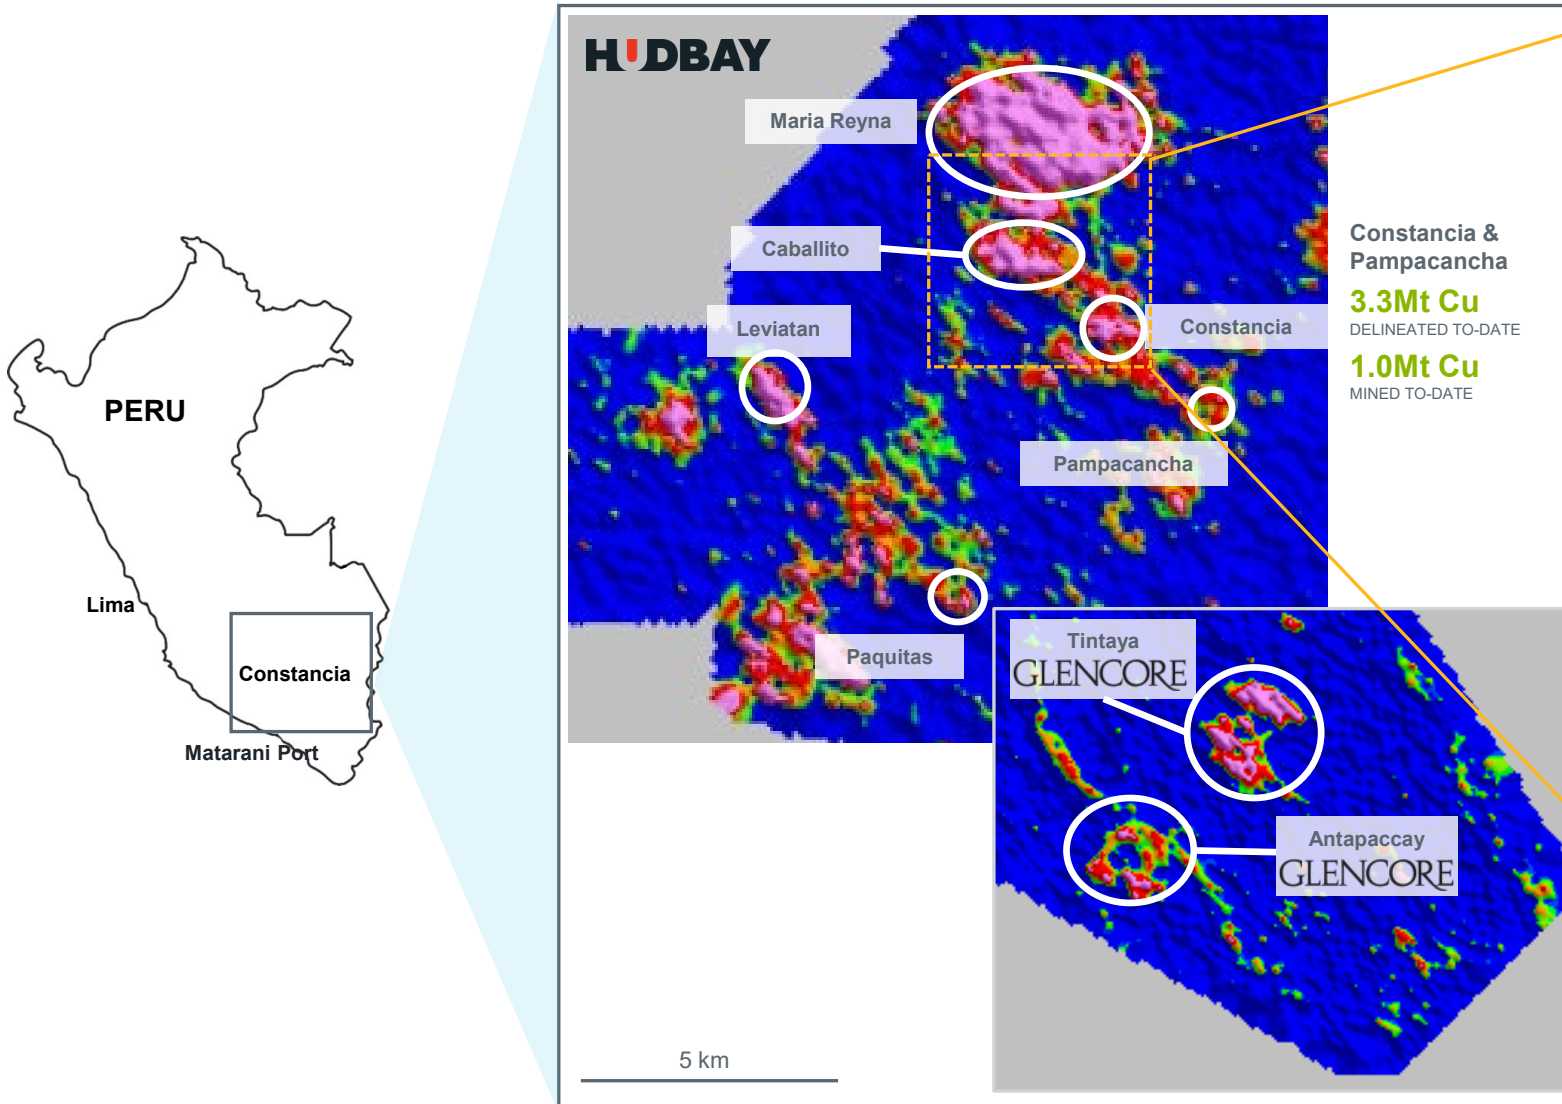 HUDBAY
Maria Reyna
Caballito
Leviatan
Constancia
Pampacancha
Paquitas
Constancia &
Pampacancha
3.3Mt Cu
DELINEATED TO-DATE
1.0Mt Cu
MINED TO-DATE
PERU
Lima
Constancia
Matarani Port
Tintaya
GLENCORE
Antapaccay
GLENCORE
5 km